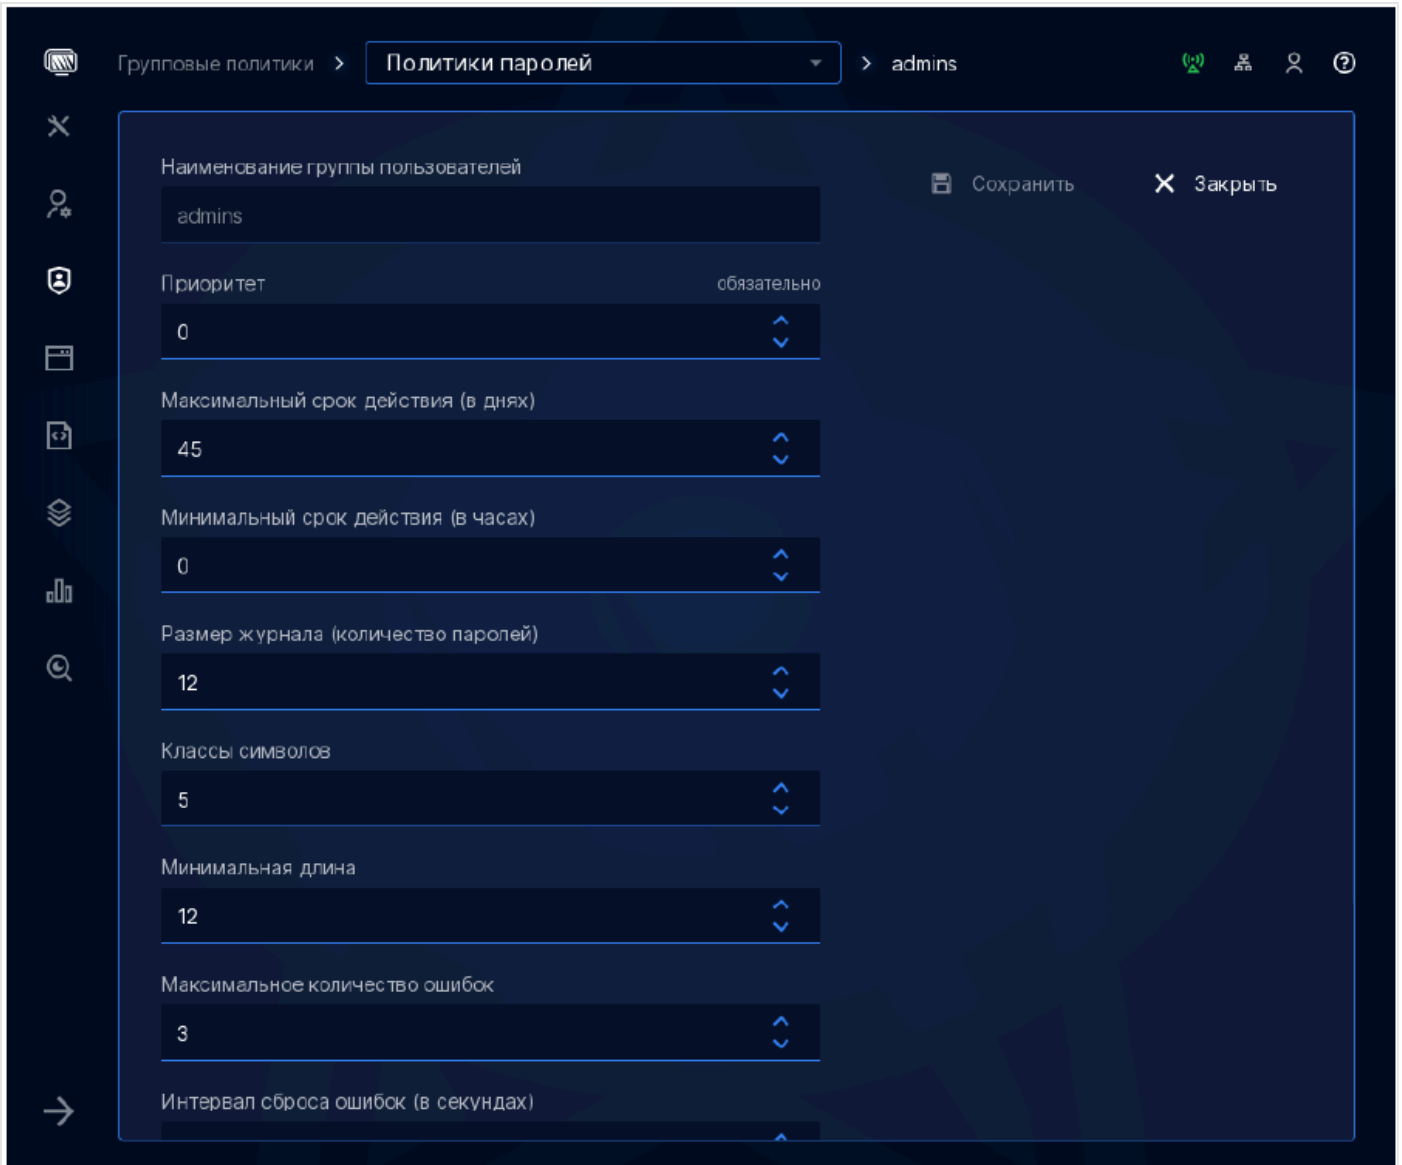 Групповые политики > Политики паролей > admins
Наименование группы пользователей
Сохранить Закрыть
admins
Приоритет обязательно
0
Максимальный срок действия (в днях)
45
Минимальный срок действия (в часах)
0
Размер журнала (количество паролей)
12
Классы символов
5
Минимальная длина
12
Максимальное количество ошибок
3
Интервал сброса ошибок (в секундах)